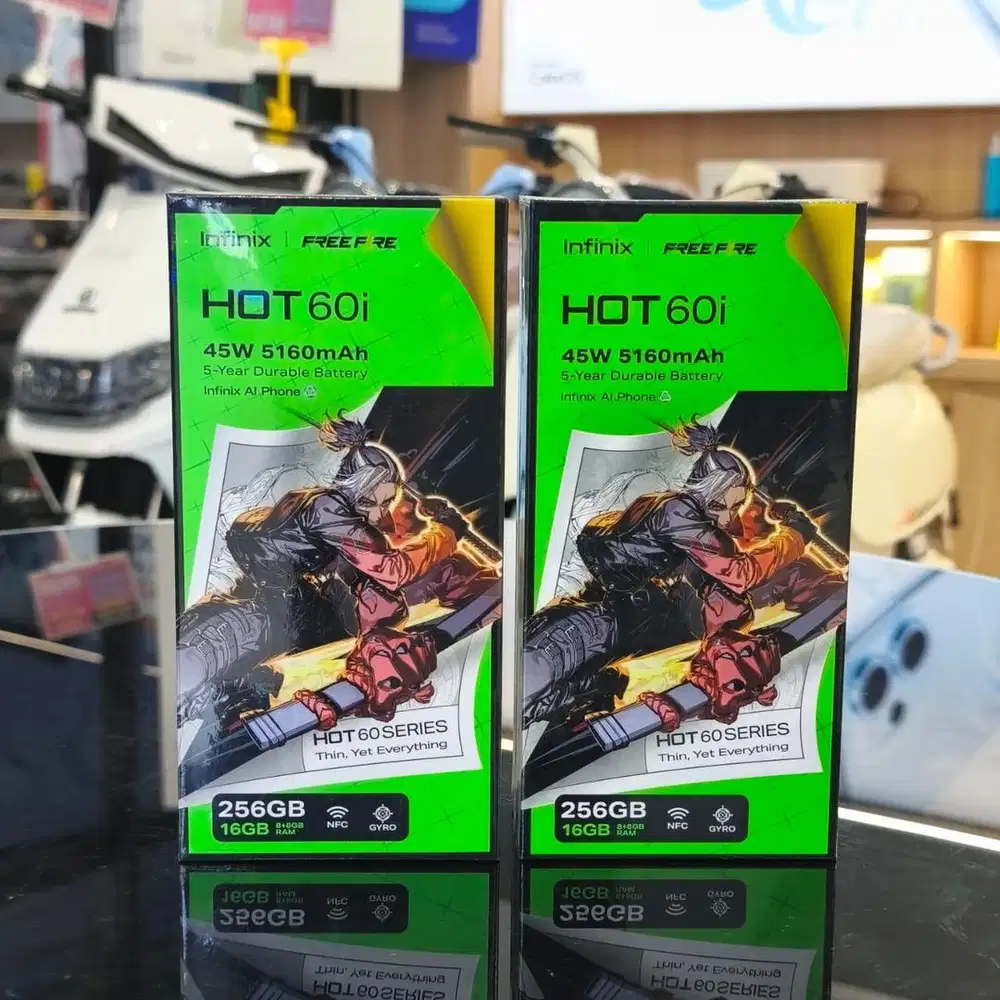 Infinix | FREE FIRE
HOT 60i
45W 5160mAh
5-Year Durable Battery
Infinix AI Phone
HOT 60 SERIES
Thin, Yet Everything
256GB
16GB 8+8GB RAM
NFC
GYRO
Infinix | FREE FIRE
HOT 60i
45W 5160mAh
5-Year Durable Battery
Infinix AI Phone
HOT 60 SERIES
Thin, Yet Everything
256GB
16GB 8+8GB RAM
NFC
GYRO